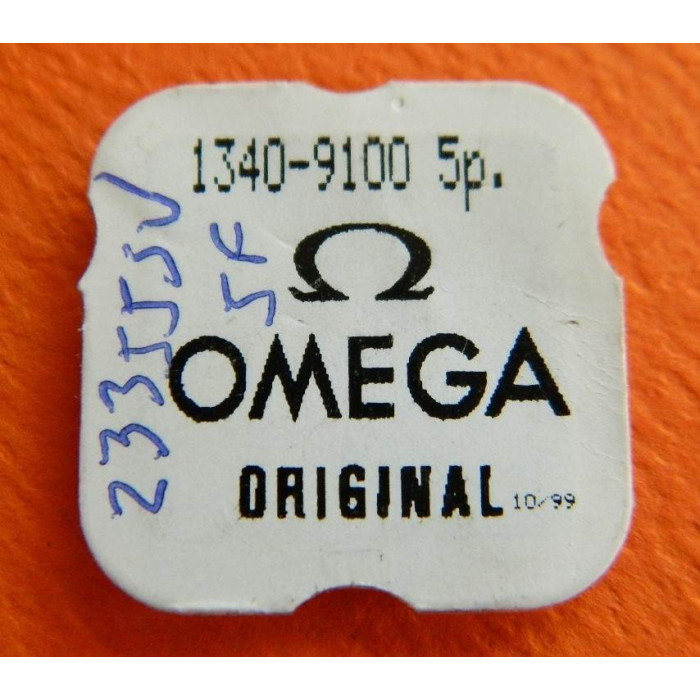 1340-9100 5p.
Ω
OMEGA
ORIGINAL 10/99